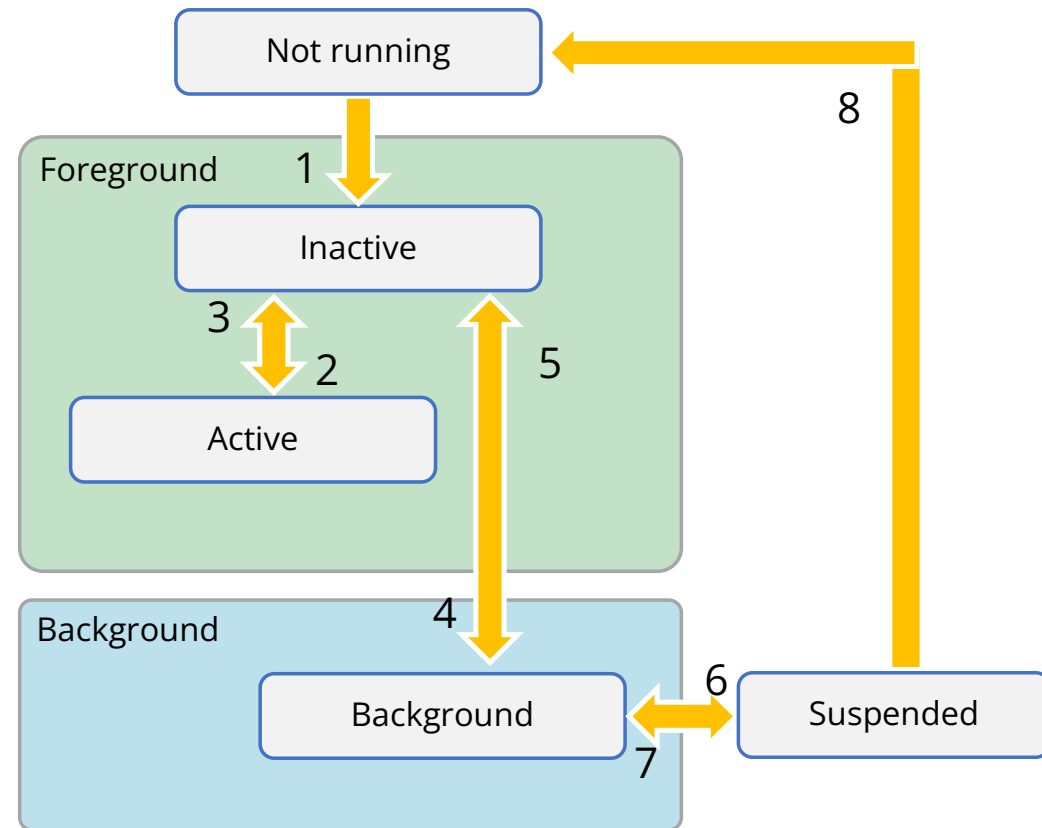 Not running
8
Foreground
1
Inactive
3
2
5
Active
4
Background
6
Background
Suspended
7